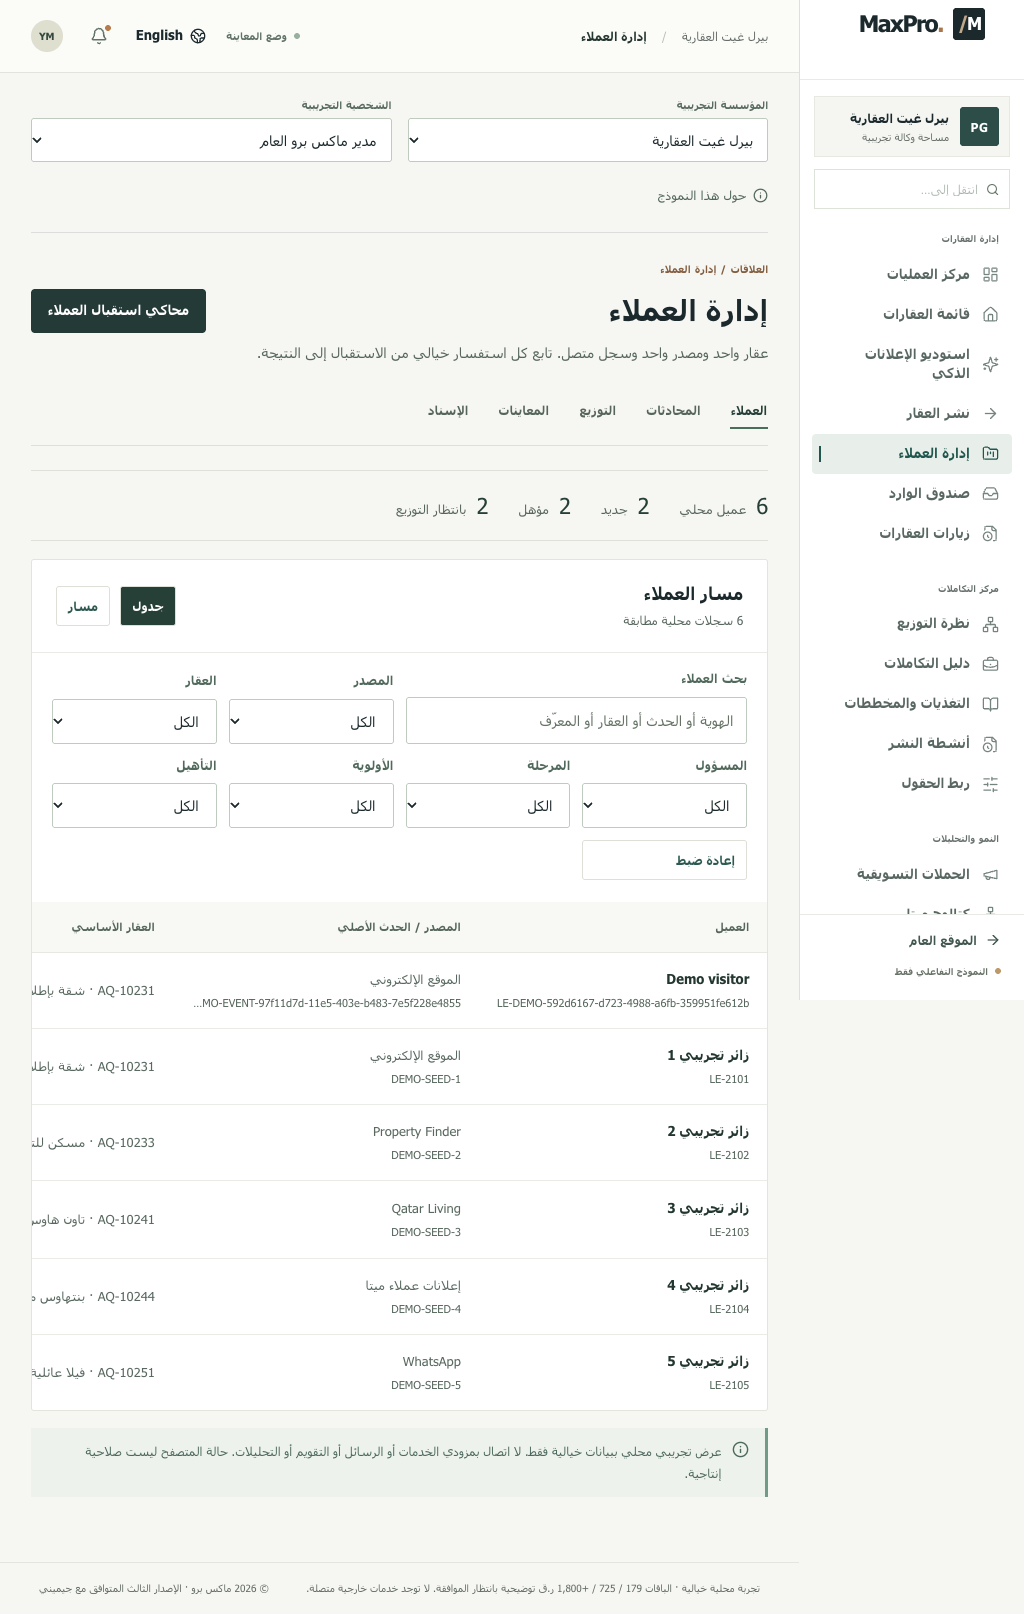 MaxPro.
/M
PG
بيرل غيت العقارية
مساحة وكالة تجريبية
انتقل إلى...
إدارة العقارات
مركز العمليات
قائمة العقارات
استوديو الإعلانات
الذكي
نشر العقار
إدارة العملاء
صندوق الوارد
زيارات العقارات
مركز التكاملات
نظرة التوزيع
دليل التكاملات
التغذيات والمخططات
أنشطة النشر
ربط الحقول
النمو والتحليلات
الحملات التسويقية
الموقع العام
النموذج التفاعلي فقط
بيرل غيت العقارية / إدارة العملاء
وضع المعاينة
English
YM
المؤسسة التجريبية
الشخصية التجريبية
بيرل غيت العقارية
مدير ماكس برو العام
حول هذا النموذج
العلاقات / إدارة العملاء
إدارة العملاء
محاكي استقبال العملاء
عقار واحد ومصدر واحد وسجل متصل. تابع كل استفسار خيالي من الاستقبال إلى النتيجة.
العملاء المحادثات التوزيع المعاينات الإسناد
6 عميل محلي 2 جديد 2 مؤهل 2 بانتظار التوزيع
مسار العملاء
6 سجلات محلية مطابقة
جدول
مسار
بحث العملاء المصدر العقار
الهوية أو الحدث أو العقار أو المعرّف الكل الكل
المسؤول المرحلة الأولوية التأهيل
الكل الكل الكل الكل
إعادة ضبط
العميل المصدر / الحدث الأصلي العقار الأساسي
Demo visitor الموقع الإلكتروني AQ-10231 · شقة بإطلا
LE-DEMO-592d6167-d723-4988-a6fb-359951fe612b ...MO-EVENT-97f11d7d-11e5-403e-b483-7e5f228e4855
زائر تجريبي 1 الموقع الإلكتروني AQ-10231 · شقة بإطلا
LE-2101 DEMO-SEED-1
زائر تجريبي 2 Property Finder AQ-10233 · مسكن للت
LE-2102 DEMO-SEED-2
زائر تجريبي 3 Qatar Living AQ-10241 · تاون هاوس
LE-2103 DEMO-SEED-3
زائر تجريبي 4 إعلانات عملاء ميتا AQ-10244 · بنتهاوس م
LE-2104 DEMO-SEED-4
زائر تجريبي 5 WhatsApp AQ-10251 · فيلا عائلية
LE-2105 DEMO-SEED-5
عرض تجريبي محلي ببيانات خيالية فقط. لا اتصال بمزودي الخدمات أو الرسائل أو التقويم أو التحليلات. حالة المتصفح ليست صلاحية
إنتاجية.
تجربة محلية خيالية · الباقات 179 / 725 / 1,800+ ر.ق توضيحية بانتظار الموافقة. لا توجد خدمات خارجية متصلة.
© 2026 ماكس برو · الإصدار الثالث المتوافق مع جيميني